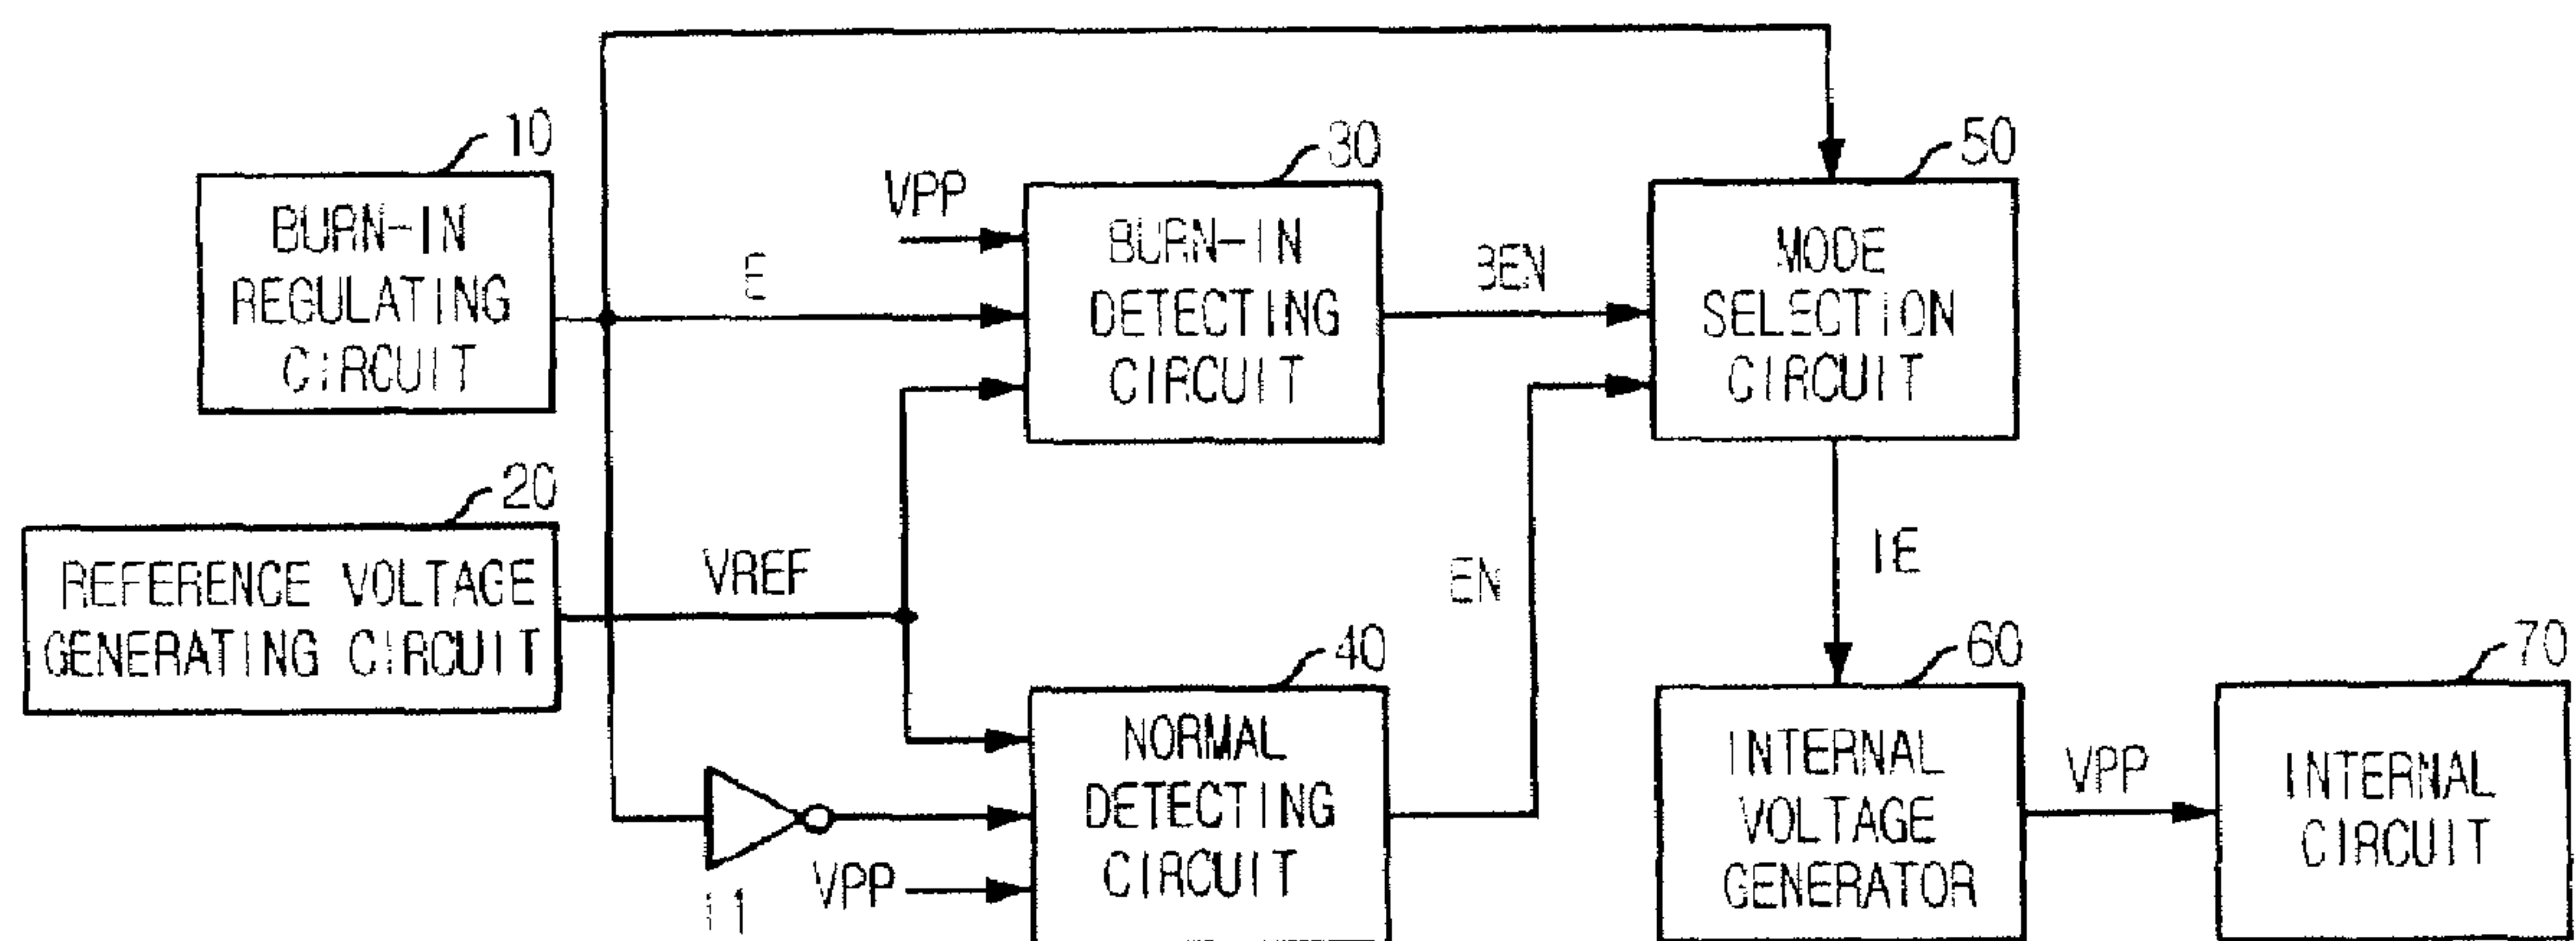 10
BURN-IN
REGULATING
CIRCUIT
20
REFERENCE VOLTAGE
GENERATING CIRCUIT
E
VREF
VPP
30
BURN-IN
DETECTING
CIRCUIT
BEN
EN
40
NORMAL
DETECTING
CIRCUIT
VPP
50
MODE
SELECTION
CIRCUIT
IE
60
INTERNAL
VOLTAGE
GENERATOR
VPP
70
INTERNAL
CIRCUIT